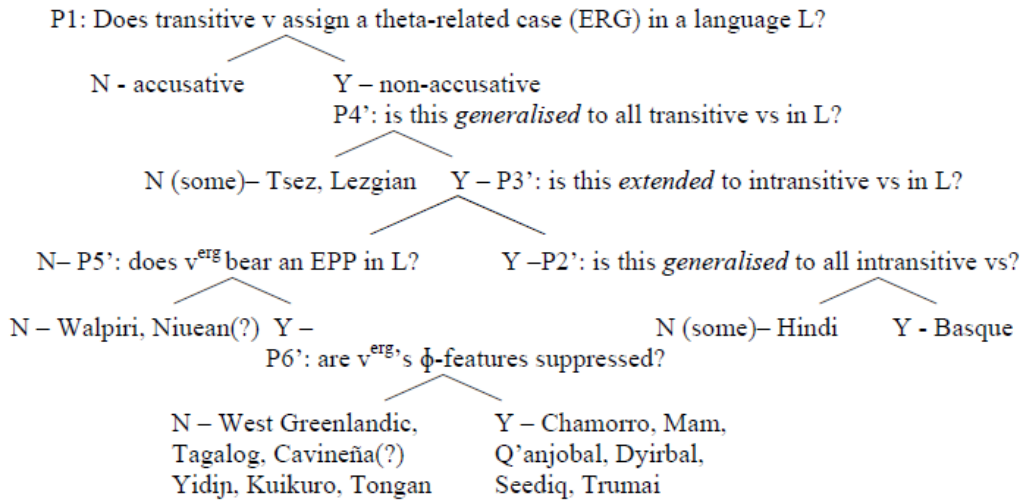 P1: Does transitive v assign a theta-related case (ERG) in a language L?
N - accusative Y – non-accusative
P4’: is this generalised to all transitive vs in L?
N (some)– Tsez, Lezgian Y – P3’: is this extended to intransitive vs in L?
N– P5’: does v^erg bear an EPP in L? Y –P2’: is this generalised to all intransitive vs?
N – Walpiri, Niuean(?) Y – N (some)– Hindi Y - Basque
P6’: are v^erg’s ϕ-features suppressed?
N – West Greenlandic, Y – Chamorro, Mam,
Tagalog, Cavineña(?) Q’anjobal, Dyirbal,
Yidiɲ, Kuikuro, Tongan Seediq, Trumai